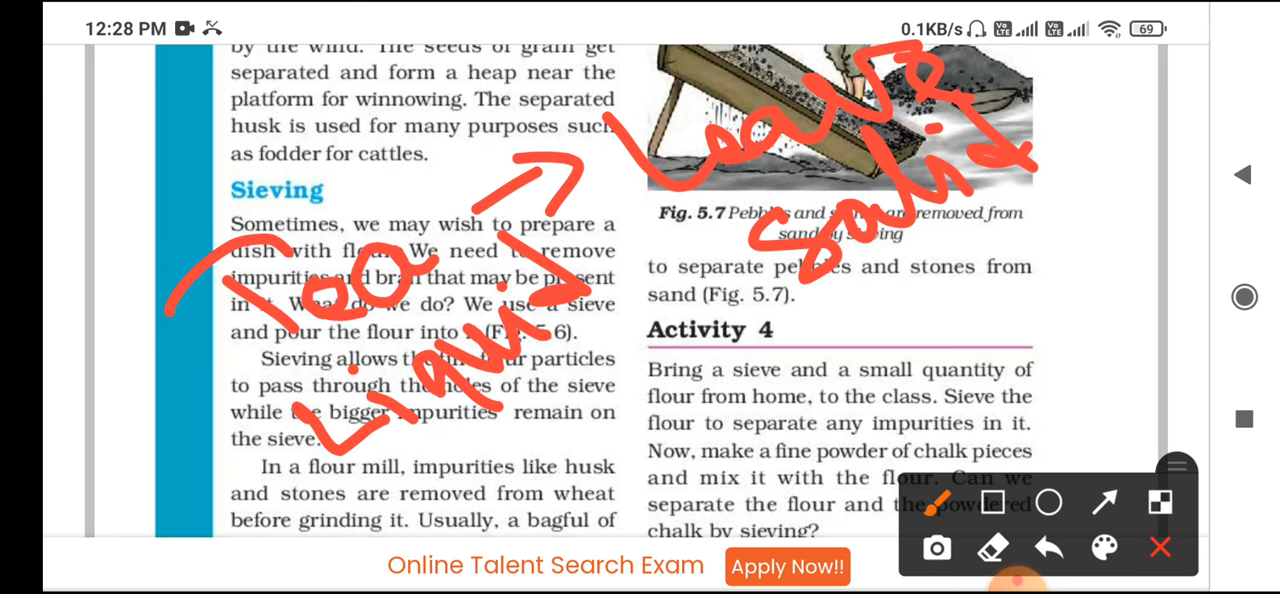 12:28 PM
0.1KB/s
Vo LTE
Vo LTE
69
by the wind. The seeds of grain get
separated and form a heap near the
platform for winnowing. The separated
husk is used for many purposes such
as fodder for cattles.
Sieving
Sometimes, we may wish to prepare a
dish with flour. We need to remove
impurities and bran that may be present
in it. What do we do? We use a sieve
and pour the flour into it (Fig. 5.6).
Sieving allows the fine flour particles
to pass through the holes of the sieve
while the bigger impurities remain on
the sieve.
In a flour mill, impurities like husk
and stones are removed from wheat
before grinding it. Usually, a bagful of
Tea
Liquid
Leave
Solid
Fig. 5.7 Pebbles and stones are removed from
sand by sieving
to separate pebbles and stones from
sand (Fig. 5.7).
Activity 4
Bring a sieve and a small quantity of
flour from home, to the class. Sieve the
flour to separate any impurities in it.
Now, make a fine powder of chalk pieces
and mix it with the flour. Can we
separate the flour and the powdered
chalk by sieving?
Online Talent Search Exam
Apply Now!!